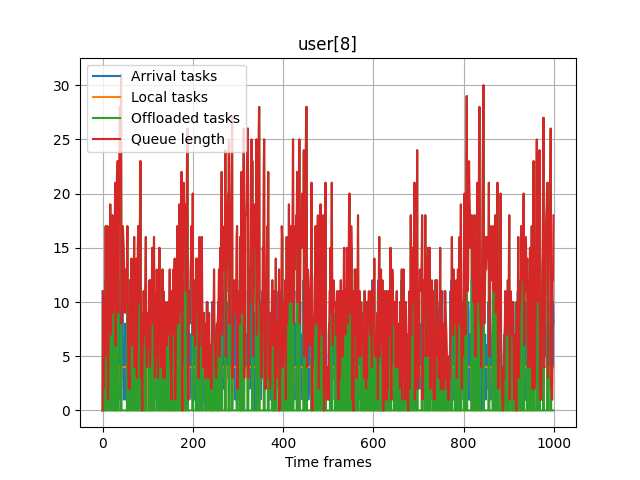 user[8]
Arrival tasks
Local tasks
Offloaded tasks
Queue length
30
25
20
15
10
5
0
0 200 400 600 800 1000
Time frames